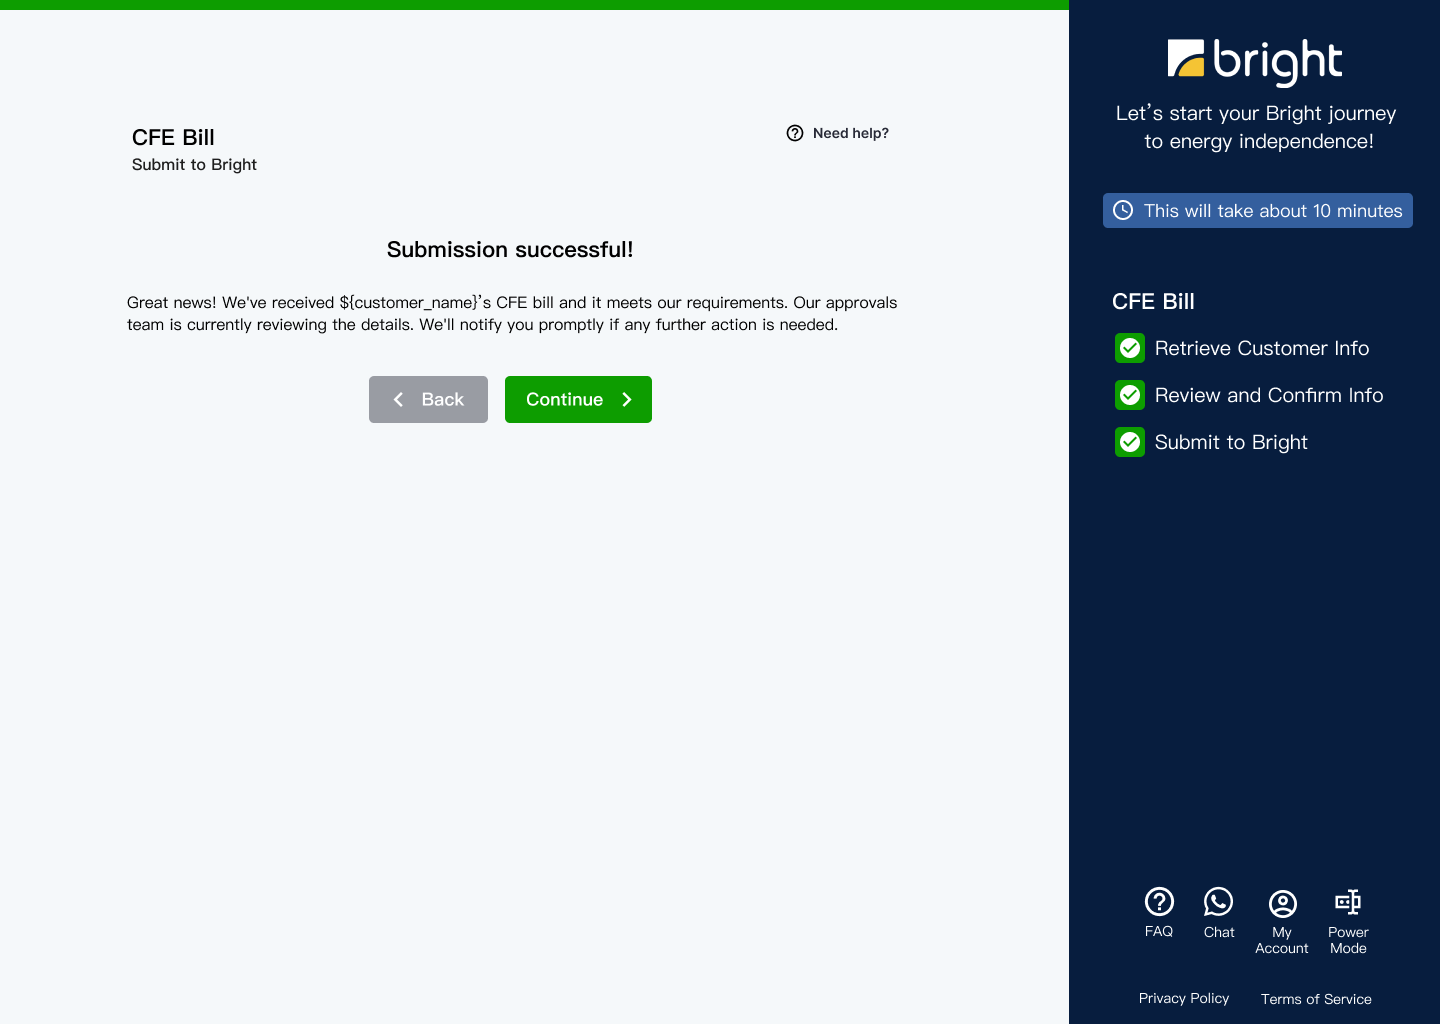 CFE Bill
Submit to Bright
Need help?
Submission successful!
Great news! We've received ${customer_name}’s CFE bill and it meets our requirements. Our approvals
team is currently reviewing the details. We'll notify you promptly if any further action is needed.
Back
Continue
bright
Let’s start your Bright journey
to energy independence!
This will take about 10 minutes
CFE Bill
Retrieve Customer Info
Review and Confirm Info
Submit to Bright
FAQ
Chat
My
Account
Power
Mode
Privacy Policy
Terms of Service